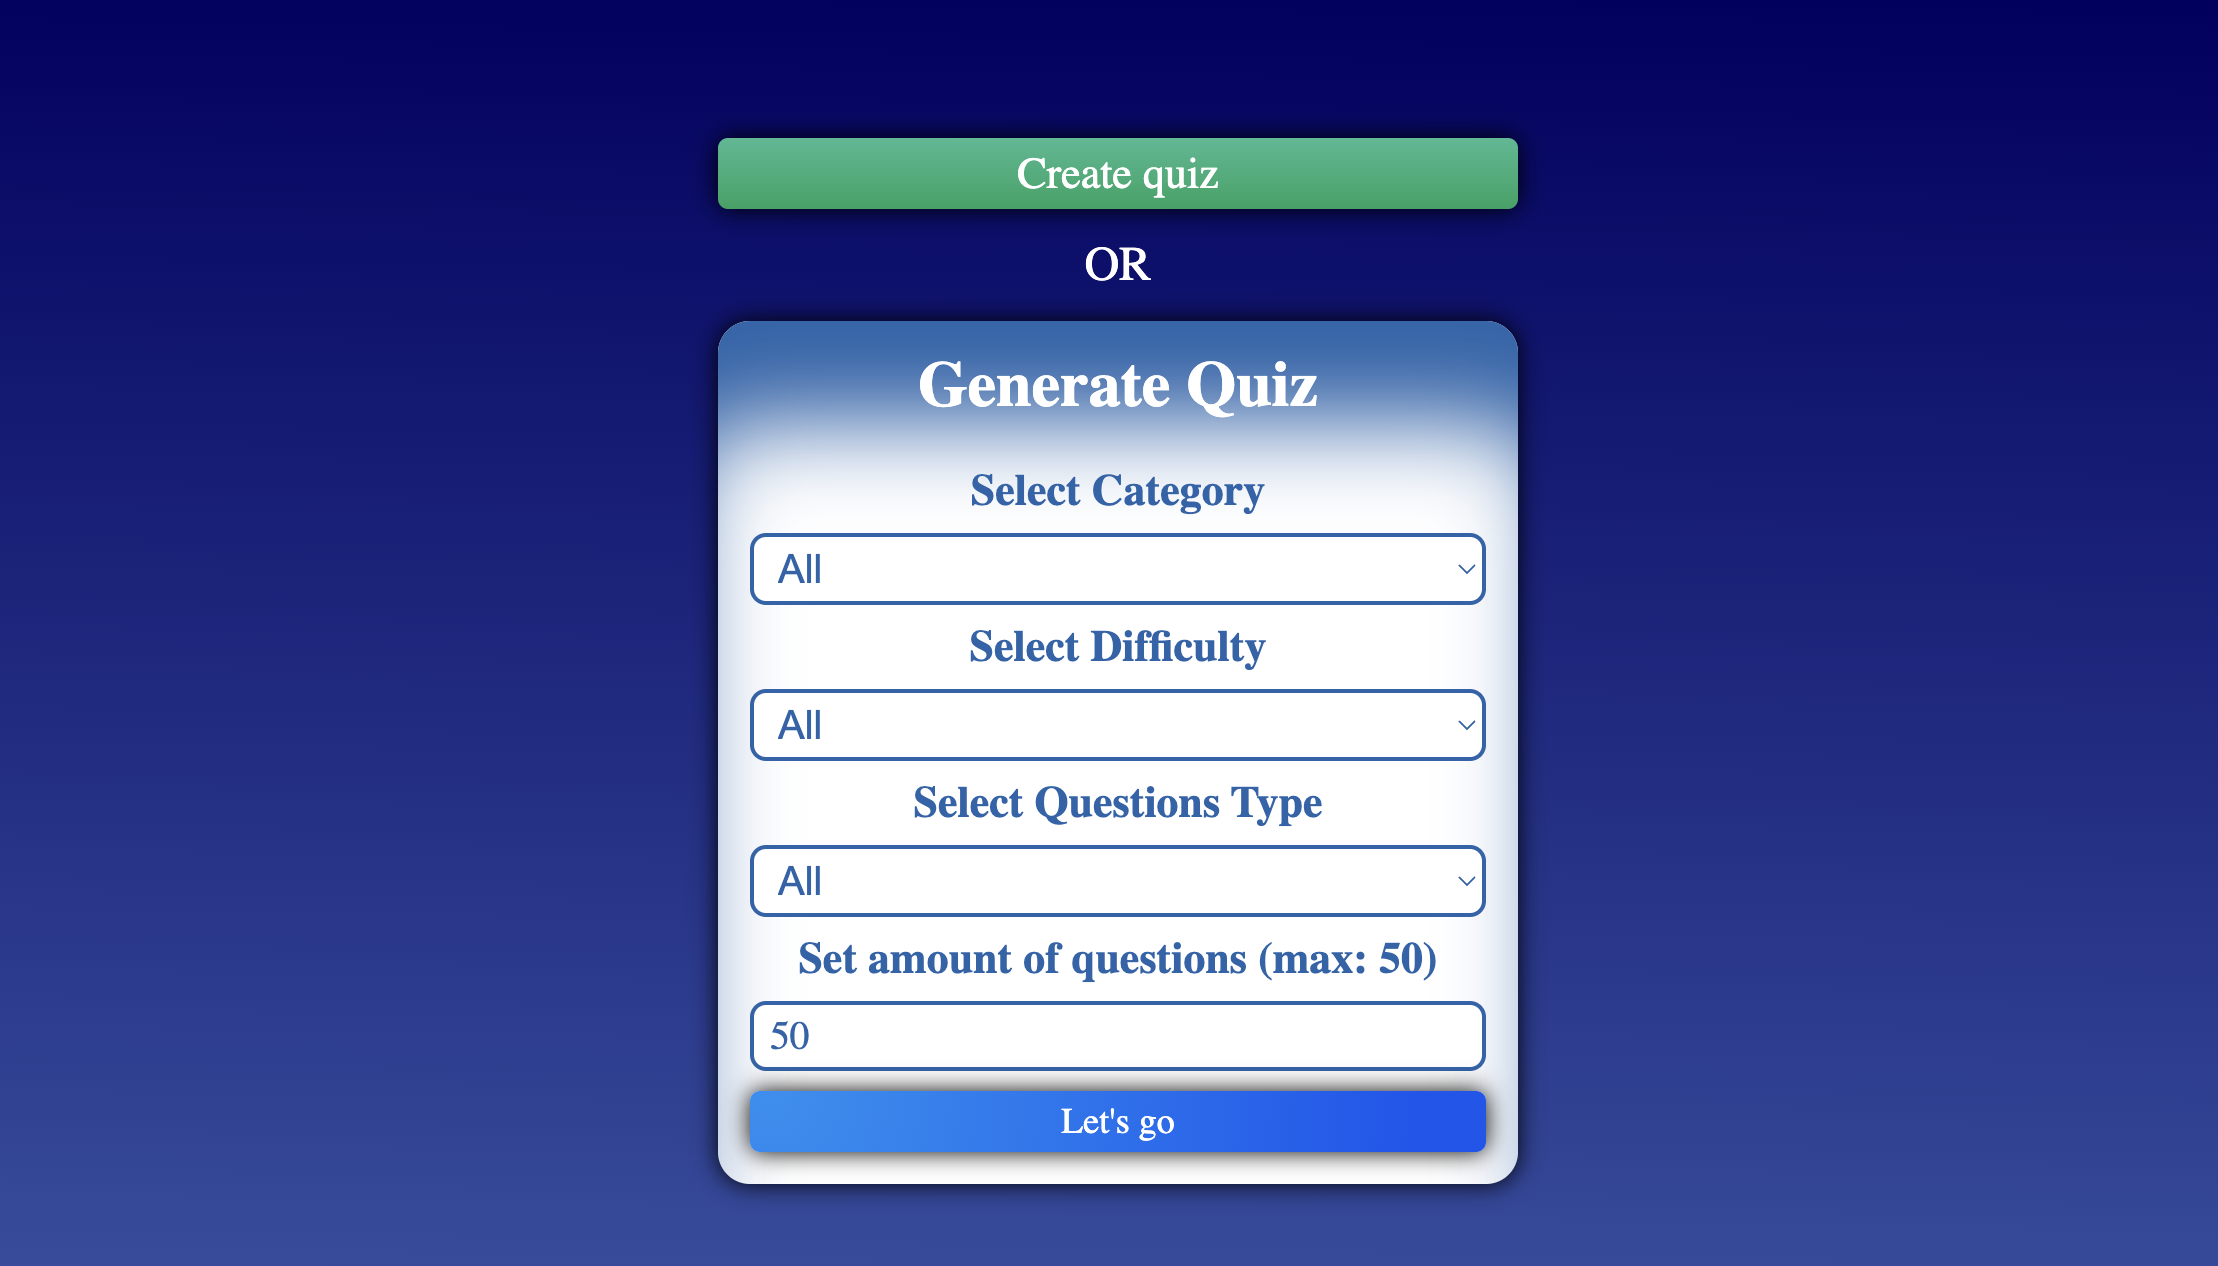 Create quiz
OR
Generate Quiz
Select Category
All
Select Difficulty
All
Select Questions Type
All
Set amount of questions (max: 50)
50
Let's go